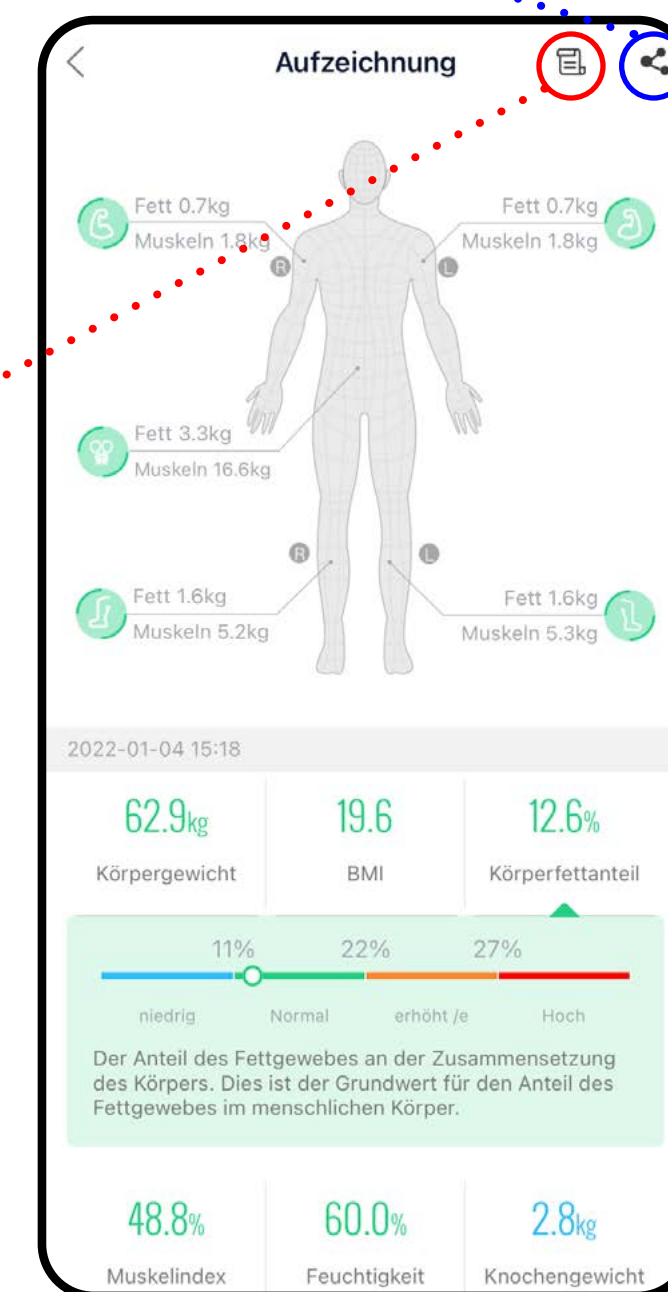 Aufzeichnung
Fett 0.7kg
Muskeln 1.8kg
Fett 0.7kg
Muskeln 1.8kg
R
L
Fett 3.3kg
Muskeln 16.6kg
R
L
Fett 1.6kg
Muskeln 5.2kg
Fett 1.6kg
Muskeln 5.3kg
2022-01-04 15:18
62.9kg 19.6 12.6%
Körpergewicht BMI Körperfettanteil
11% 22% 27%
niedrig Normal erhöht /e Hoch
Der Anteil des Fettgewebes an der Zusammensetzung
des Körpers. Dies ist der Grundwert für den Anteil des
Fettgewebes im menschlichen Körper.
48.8% 60.0% 2.8kg
Muskelindex Feuchtigkeit Knochengewicht